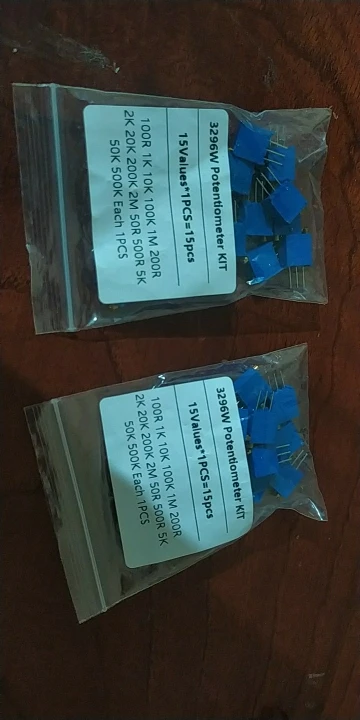 3296W Potentiometer KIT
15Values*1PCS=15pcs
100R 1K 10K 100K 1M 200R
2K 20K 200K 2M 50R 500R 5K
50K 500K Each 1PCS
3296W Potentiometer KIT
15Values*1PCS=15pcs
100R 1K 10K 100K 1M 200R
2K 20K 200K 2M 50R 500R 5K
50K 500K Each 1PCS